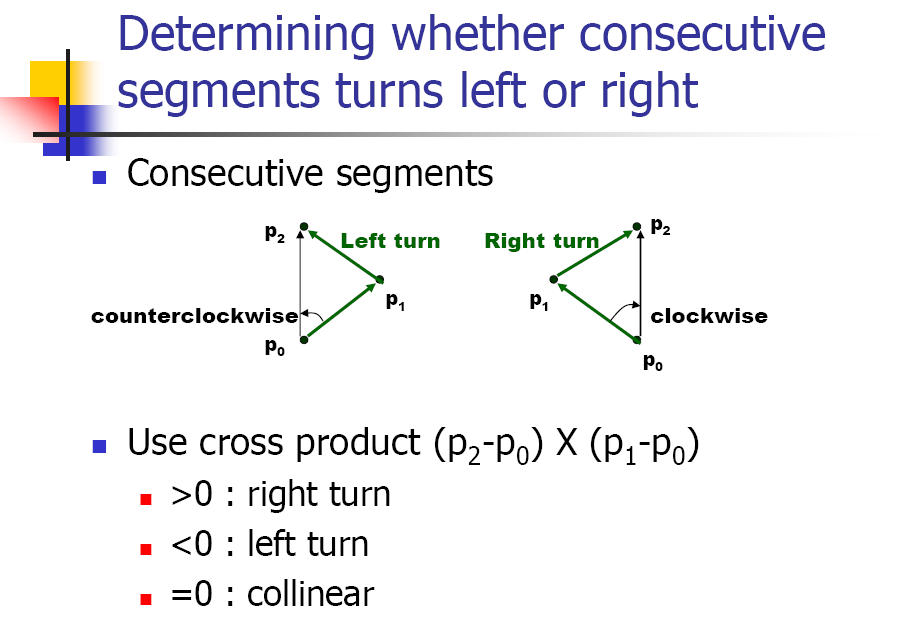 Determining whether consecutive
segments turns left or right
Consecutive segments
p2
Left turn
p1
counterclockwise
p0
Right turn
p2
p1
clockwise
p0
Use cross product (p2-p0) X (p1-p0)
>0 : right turn
<0 : left turn
=0 : collinear